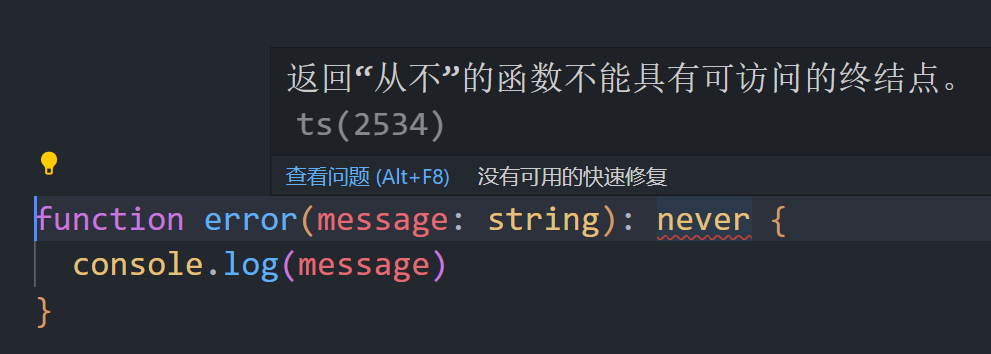 返回“从不”的函数不能具有可访问的终结点。
ts(2534)
查看问题 (Alt+F8) 没有可用的快速修复
function error(message: string): never {
  console.log(message)
}